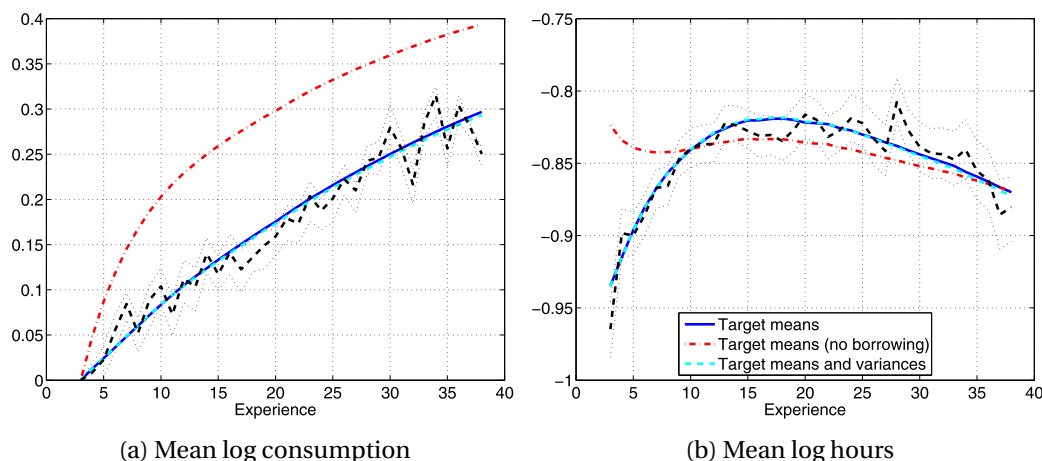 0.4
0.35
0.3
0.25
0.2
0.15
0.1
0.05
0
0 5 10 15 20 25 30 35 40
Experience
(a) Mean log consumption
−0.75
−0.8
−0.85
−0.9
−0.95
−1
0 5 10 15 20 25 30 35 40
Experience
Target means
Target means (no borrowing)
Target means and variances
(b) Mean log hours